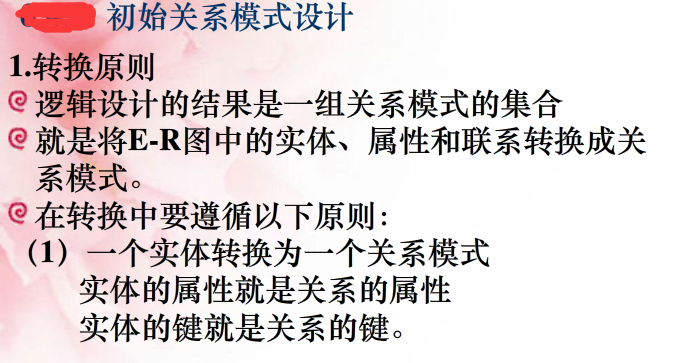 初始关系模式设计
1.转换原则
逻辑设计的结果是一组关系模式的集合
就是将E-R图中的实体、属性和联系转换成关
系模式。
在转换中要遵循以下原则：
（1）一个实体转换为一个关系模式
实体的属性就是关系的属性
实体的键就是关系的键。